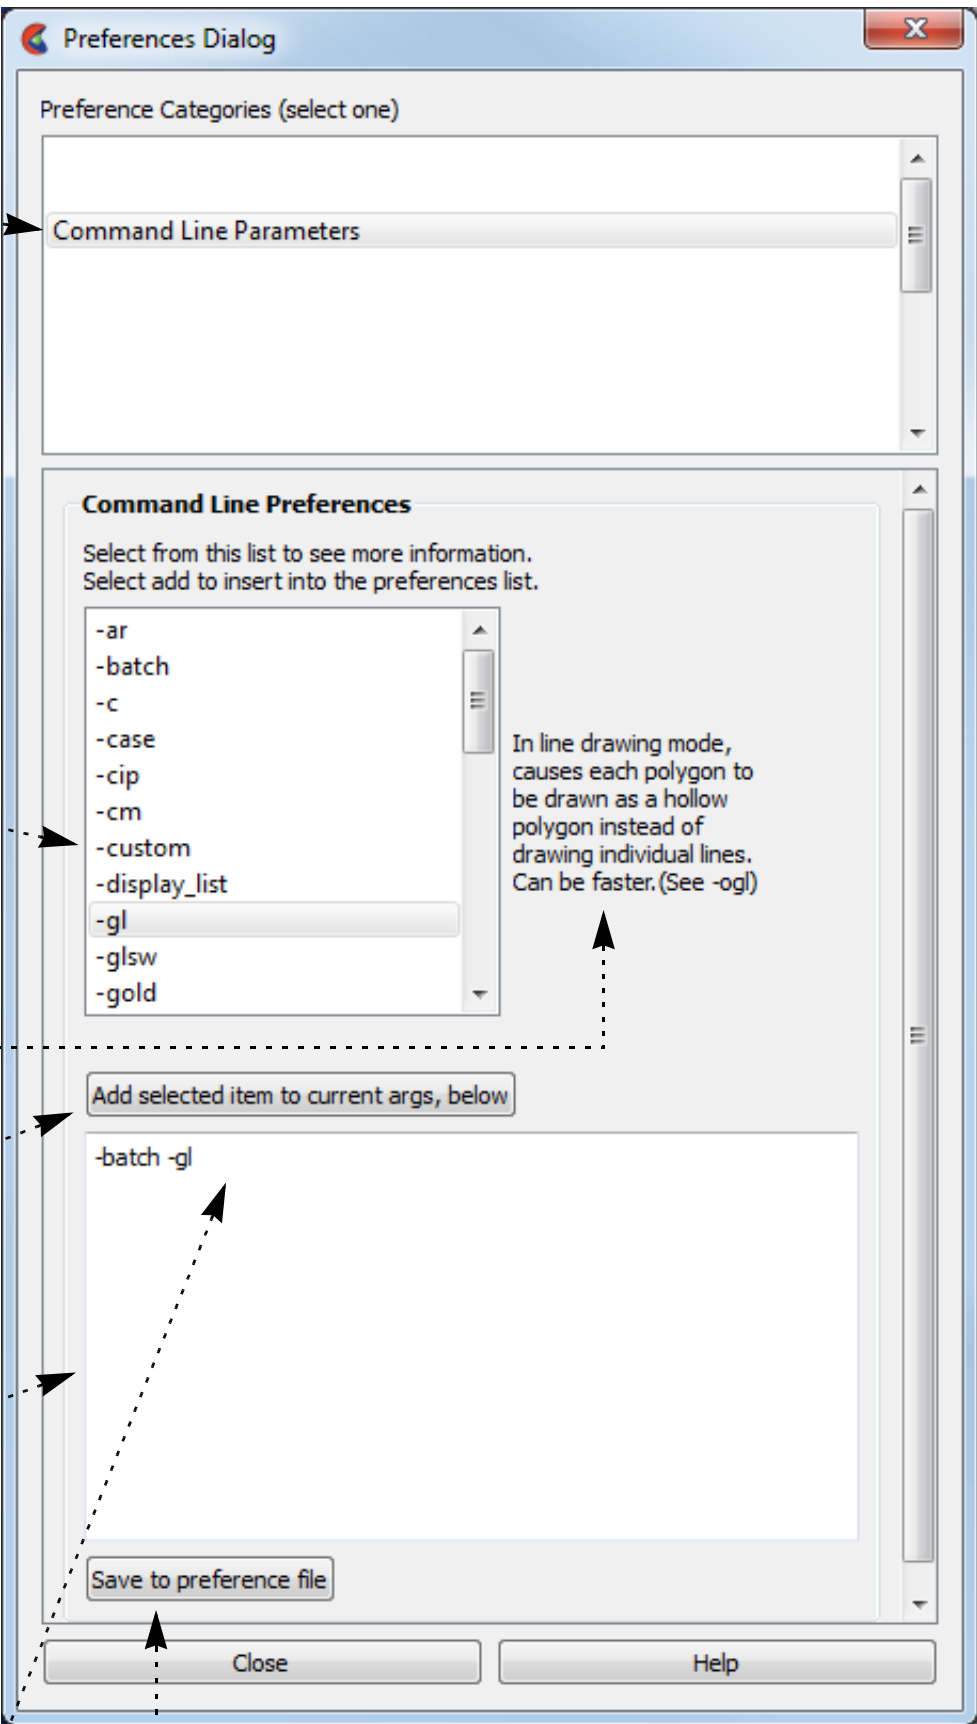 Preferences Dialog
Preference Categories (select one)
Command Line Parameters
Command Line Preferences
Select from this list to see more information.
Select add to insert into the preferences list.
-ar
-batch
-c
-case
-cip
-cm
-custom
-display_list
-gl
-glsw
-gold
In line drawing mode,
causes each polygon to
be drawn as a hollow
polygon instead of
drawing individual lines.
Can be faster.(See -ogl)
Add selected item to current args, below
-batch -gl
Save to preference file
Close
Help